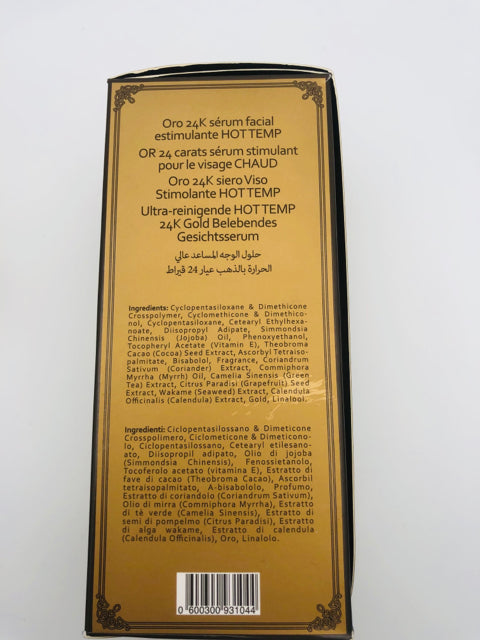 Oro 24K sérum facial
estimulante HOT TEMP
OR 24 carats sérum stimulant
pour le visage CHAUD
Oro 24K siero Viso
Stimolante HOT TEMP
Ultra-reinigende HOT TEMP
24K Gold Belebendes
Gesichtsserum
حلول الوجه المساعد عالي
الحرارة بالذهب عيار 24 قيراط
Ingredients: Cyclopentasiloxane & Dimethicone
Crosspolymer, Cyclomethicone & Dimethico-
nol, Cyclopentasiloxane, Cetearyl Ethylhexa-
noate, Diisopropyl Adipate, Simmondsia
Chinensis (Jojoba) Oil, Phenoxyethanol,
Tocopheryl Acetate (Vitamin E), Theobroma
Cacao (Cocoa) Seed Extract, Ascorbyl Tetraiso-
palmitate, Bisabolol, Fragrance, Coriandrum
Sativum (Coriander) Extract, Commiphora
Myrrha (Myrrh) Oil, Camelia Sinensis (Green
Tea) Extract, Citrus Paradisi (Grapefruit) Seed
Extract, Wakame (Seaweed) Extract, Calendula
Officinalis (Calendula) Extract, Gold, Linalool.
Ingredienti: Ciclopentasilossano & Dimeticone
Crosspolimero, Ciclometicone & Dimeticono-
lo, Ciclopentasilossano, Cetearyl etilesano-
ato, Diisopropil adipato, Olio di jojoba
(Simmondsia Chinensis), Fenossietanolo,
Tocoferolo acetato (vitamina E), Estratto di
fave di cacao (Theobroma Cacao), Ascorbil
tetraisopalmitato, A-bisabololo, Profumo,
Estratto di coriandolo (Coriandrum Sativum),
Olio di mirra (Commiphora Myrrha), Estratto
di tè verde (Camelia Sinensis), Estratto di
semi di pompelmo (Citrus Paradisi), Estratto
di alga wakame, Estratto di calendula
(Calendula Officinalis), Oro, Linalolo.
0 600300 931044